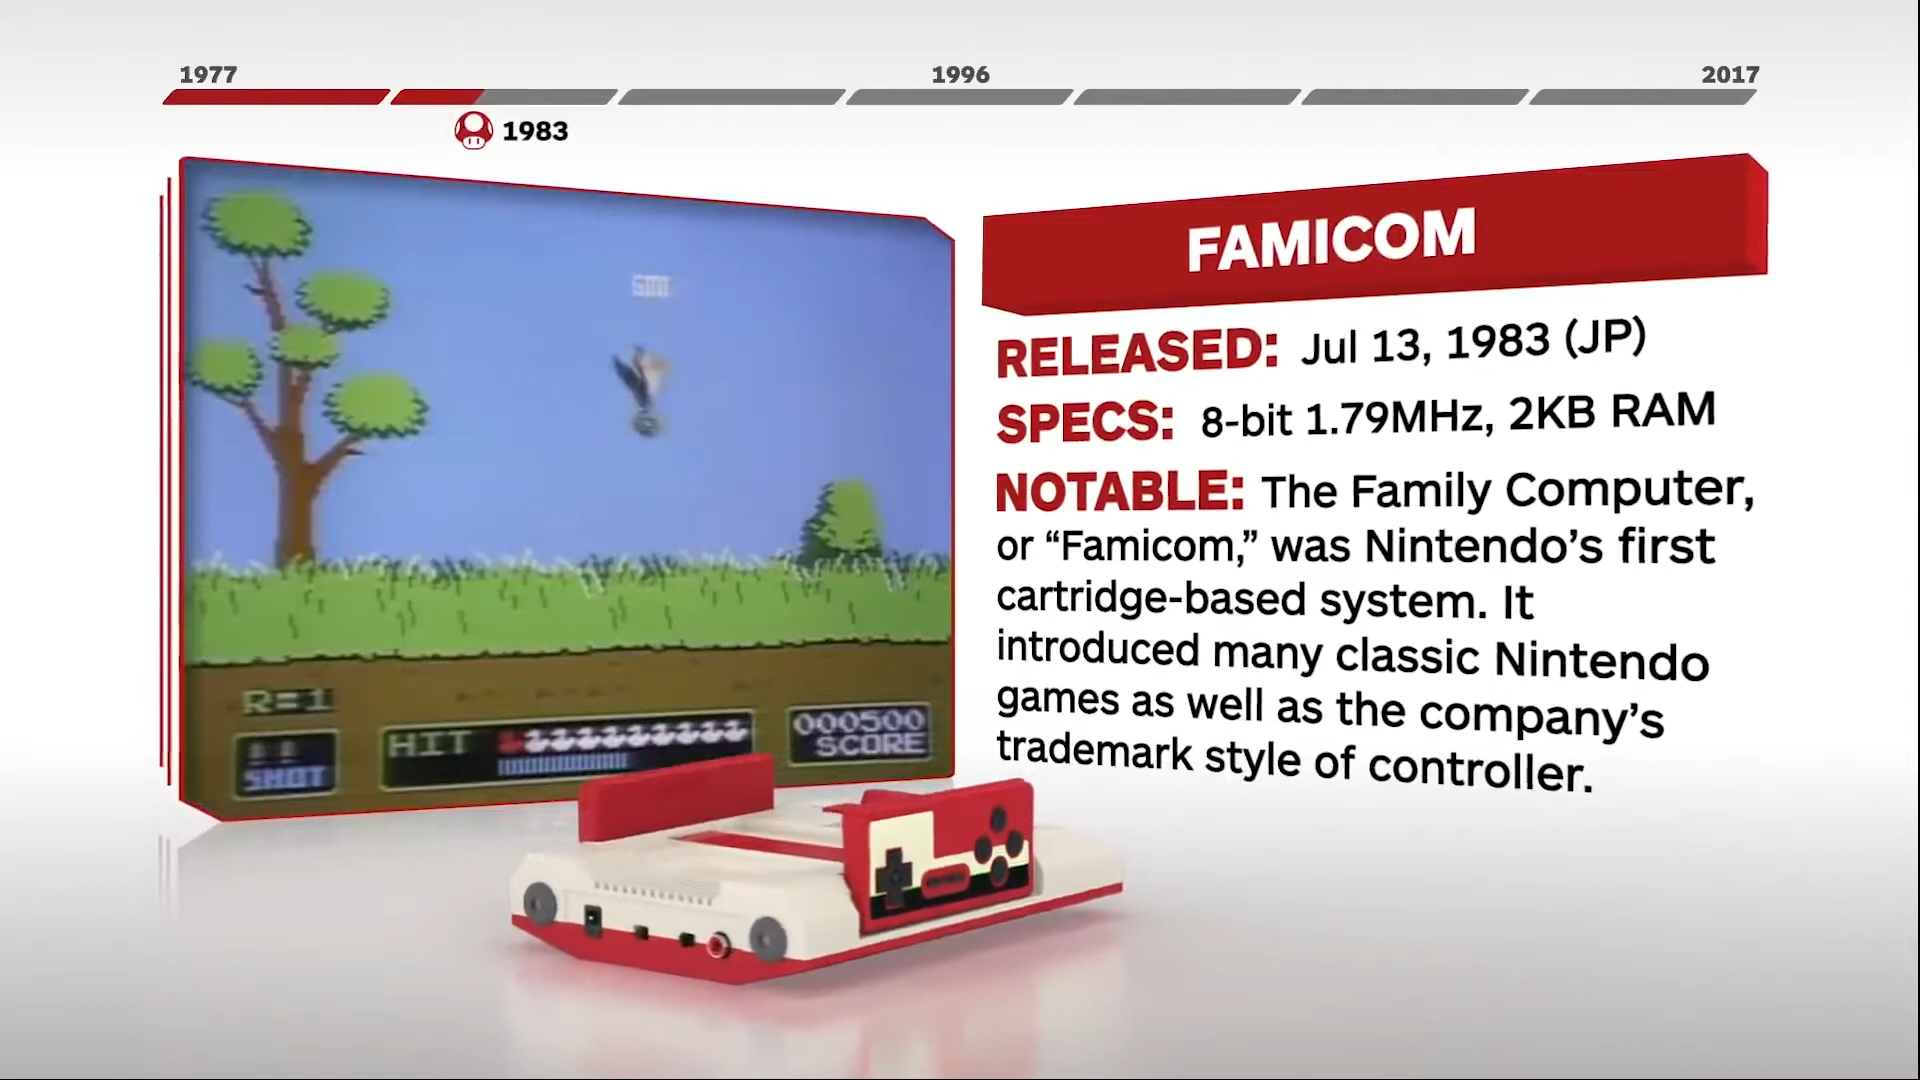 1977
1996
2017
1983
FAMICOM
RELEASED: Jul 13, 1983 (JP)
SPECS: 8-bit 1.79MHz, 2KB RAM
NOTABLE: The Family Computer,
or “Famicom,” was Nintendo’s first
cartridge-based system. It
introduced many classic Nintendo
games as well as the company’s
trademark style of controller.
500
R=1
SHOT
HIT
000500
SCORE